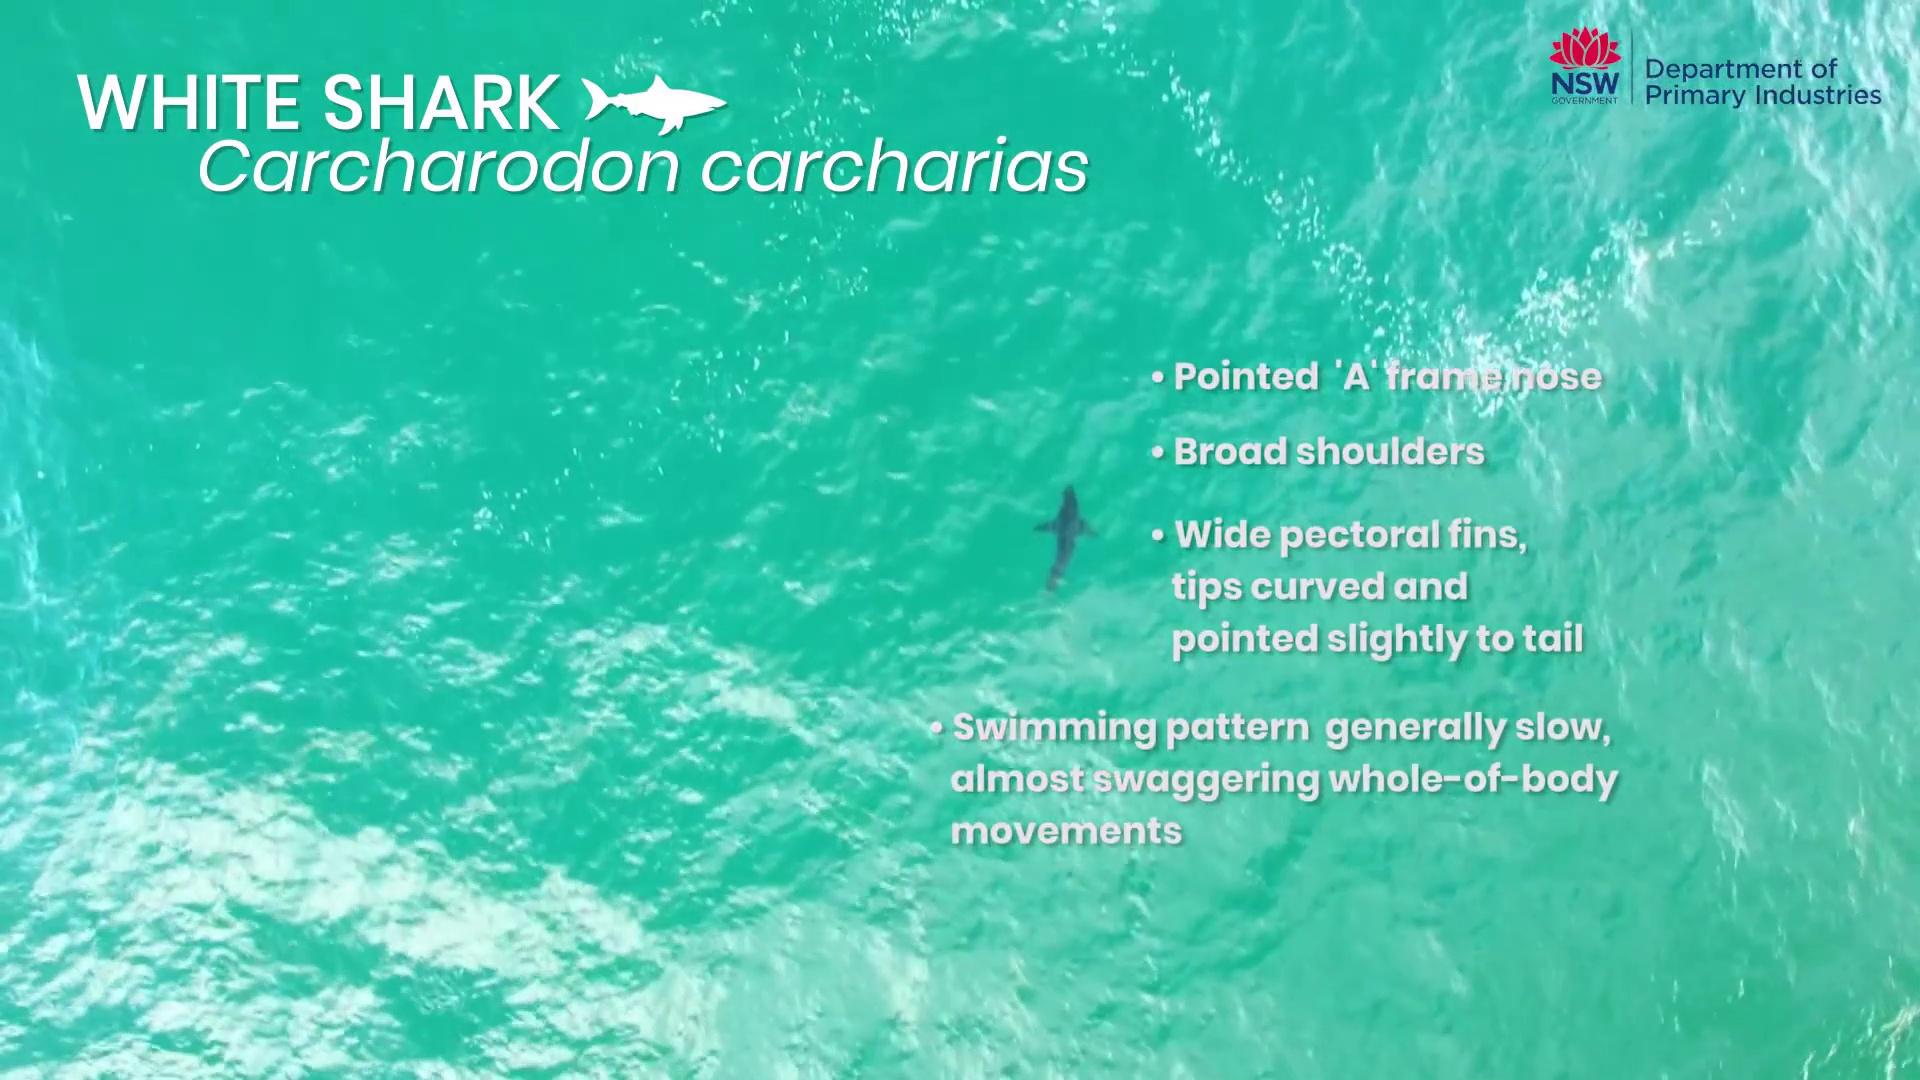 WHITE SHARK
Carcharodon carcharias
NSW
GOVERNMENT
Department of
Primary Industries
• Pointed 'A' frame nose
• Broad shoulders
• Wide pectoral fins,
tips curved and
pointed slightly to tail
• Swimming pattern generally slow,
almost swaggering whole-of-body
movements